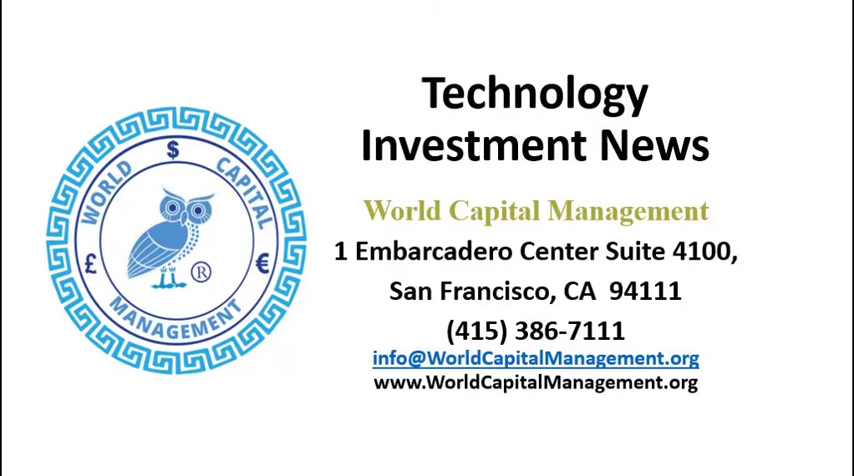 Technology
Investment News
World Capital Management
1 Embarcadero Center Suite 4100,
San Francisco, CA  94111
(415) 386-7111
info@WorldCapitalManagement.org
www.WorldCapitalManagement.org
$
WORLD CAPITAL
£ €
®
MANAGEMENT